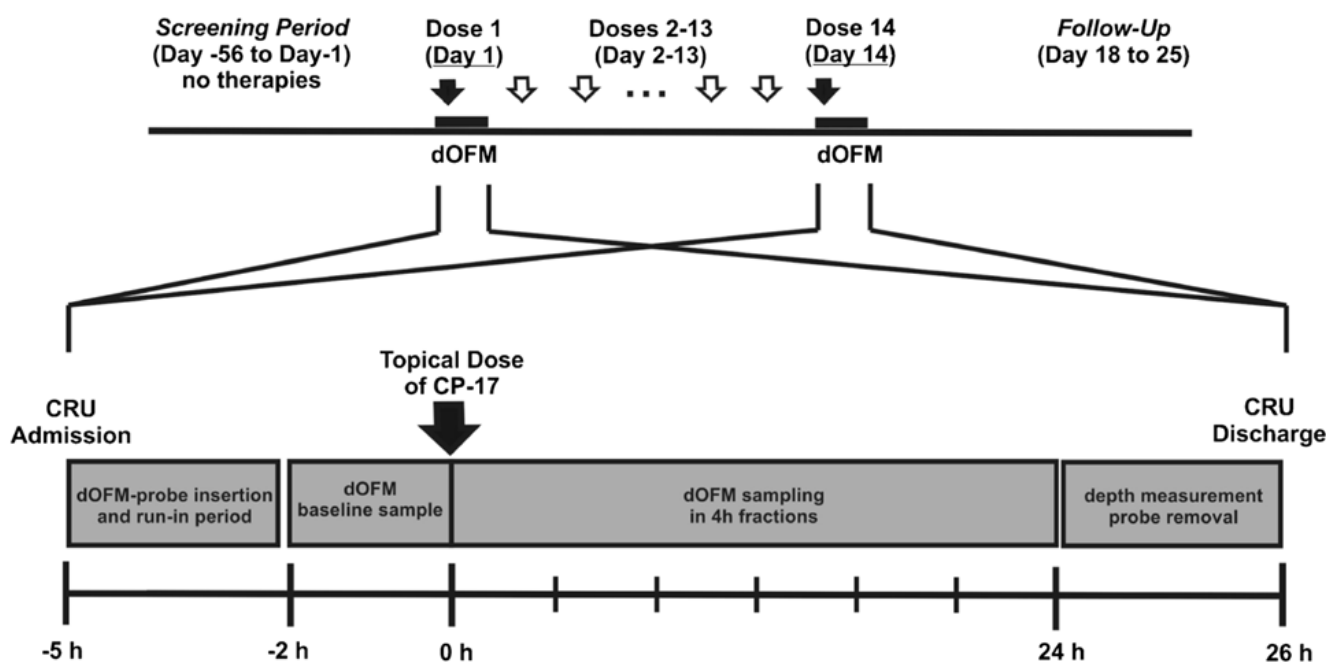 Screening Period
(Day -56 to Day-1)
no therapies
Dose 1
(Day 1)
Doses 2-13
(Day 2-13)
...
Dose 14
(Day 14)
Follow-Up
(Day 18 to 25)
dOFM
dOFM
Topical Dose
of CP-17
CRU
Admission
CRU
Discharge
dOFM-probe insertion
and run-in period
dOFM
baseline sample
dOFM sampling
in 4h fractions
depth measurement
probe removal
-5 h
-2 h
0 h
24 h
26 h